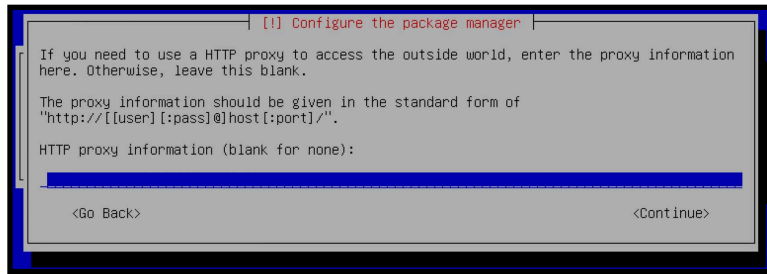 [!] Configure the package manager
If you need to use a HTTP proxy to access the outside world, enter the proxy information
here. Otherwise, leave this blank.
The proxy information should be given in the standard form of
"http://[[user][:pass]@]host[:port]/".
HTTP proxy information (blank for none):
<Go Back> <Continue>